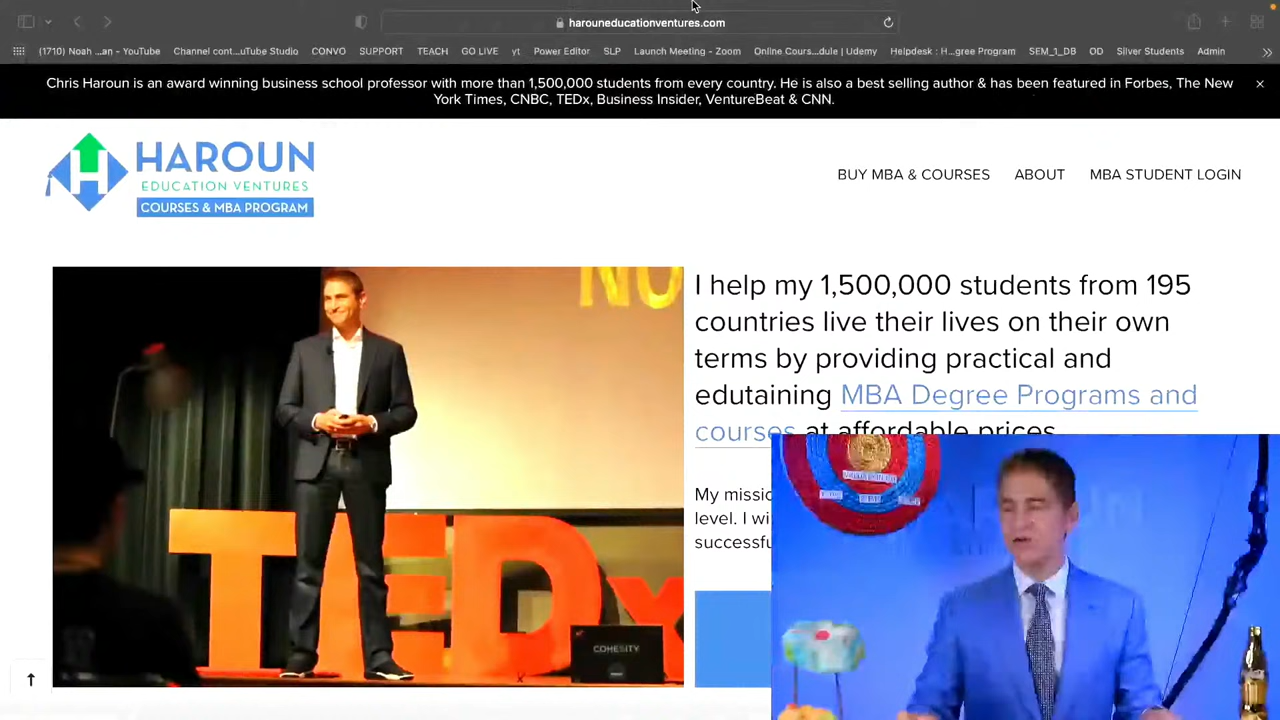 harouneducationventures.com
(1710) Noah ...an - YouTube Channel cont...uTube Studio CONVO SUPPORT TEACH GO LIVE yt Power Editor SLP Launch Meeting - Zoom Online Cours...dule | Udemy Helpdesk : H...gree Program SEM_1_DB OD Silver Students Admin
Chris Haroun is an award winning business school professor with more than 1,500,000 students from every country. He is also a best selling author & has been featured in Forbes, The New
York Times, CNBC, TEDx, Business Insider, VentureBeat & CNN.
HAROUN
EDUCATION VENTURES
COURSES & MBA PROGRAM
BUY MBA & COURSES ABOUT MBA STUDENT LOGIN
I help my 1,500,000 students from 195
countries live their lives on their own
terms by providing practical and
edutaining MBA Degree Programs and
courses at affordable prices
My missio
level. I wi
successfu
NO
TEDx
COHESITY